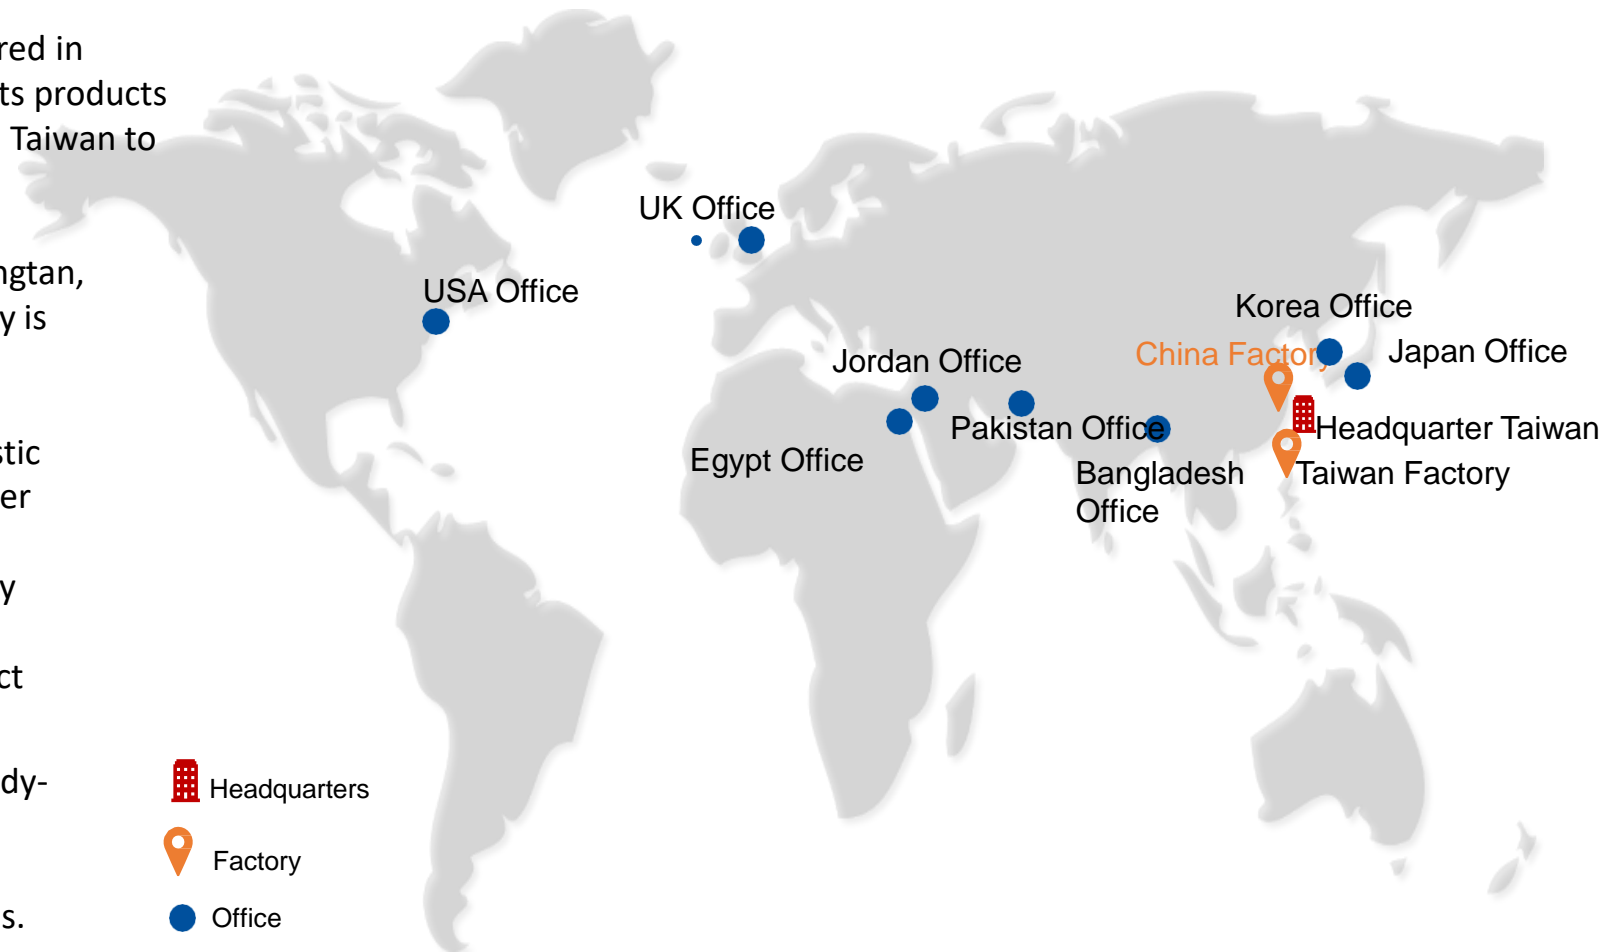 red in
ts products
Taiwan to
ngtan,
y is
stic
er
y
ct
dy-
s.
UK Office
USA Office
Korea Office
China Factory
Japan Office
Jordan Office
Pakistan Office
Headquarter Taiwan
Egypt Office
Bangladesh
Office
Taiwan Factory
Headquarters
Factory
Office